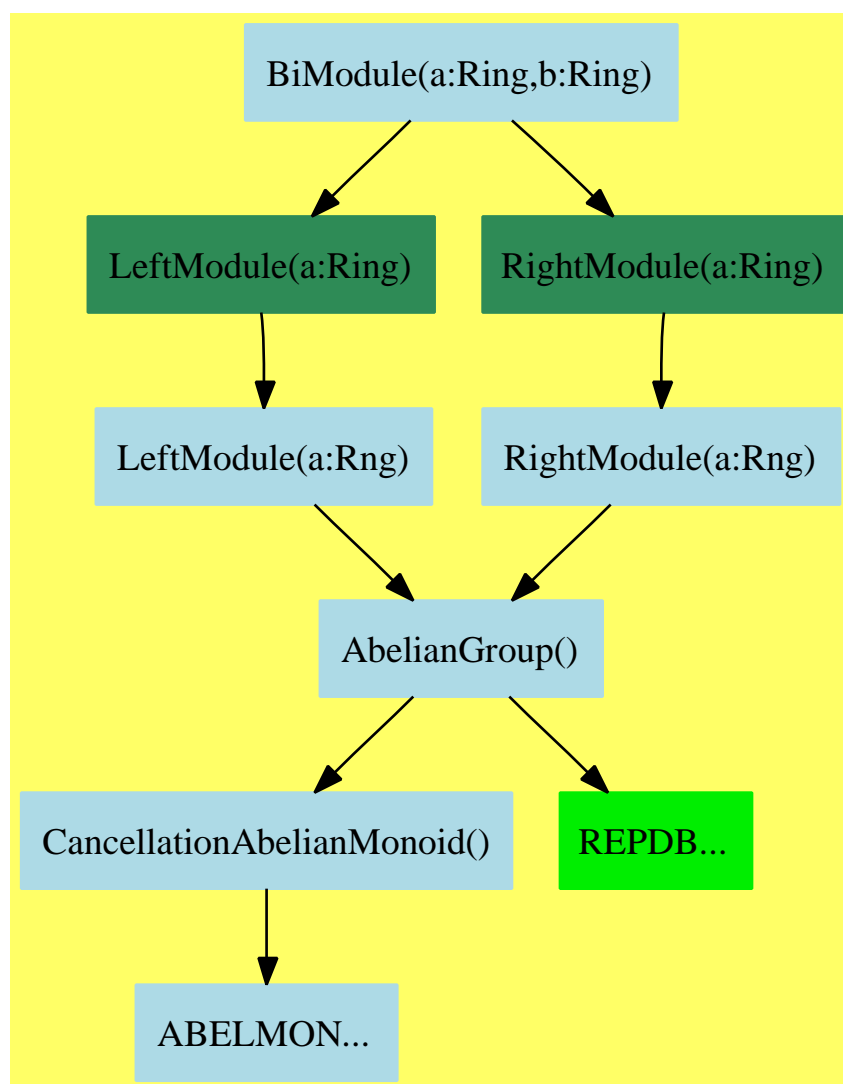 BiModule(a:Ring,b:Ring)
LeftModule(a:Ring)
RightModule(a:Ring)
LeftModule(a:Rng)
RightModule(a:Rng)
AbelianGroup()
CancellationAbelianMonoid()
REPDB...
ABELMON...